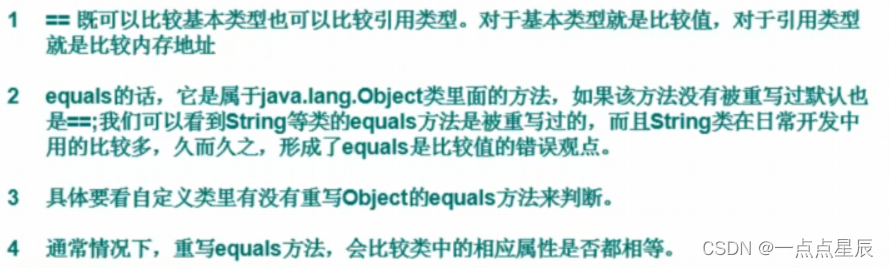 1 == 既可以比较基本类型也可以比较引用类型。对于基本类型就是比较值，对于引用类型
就是比较内存地址
2 equals的话，它是属于java.lang.Object类里面的方法，如果该方法没有被重写过默认也
是==;我们可以看到String等类的equals方法是被重写过的，而且String类在日常开发中
用的比较多，久而久之，形成了equals是比较值的错误观点。
3 具体要看自定义类里有没有重写Object的equals方法来判断。
4 通常情况下，重写equals方法，会比较类中的相应属性是否都相等。
CSDN @一点点星辰